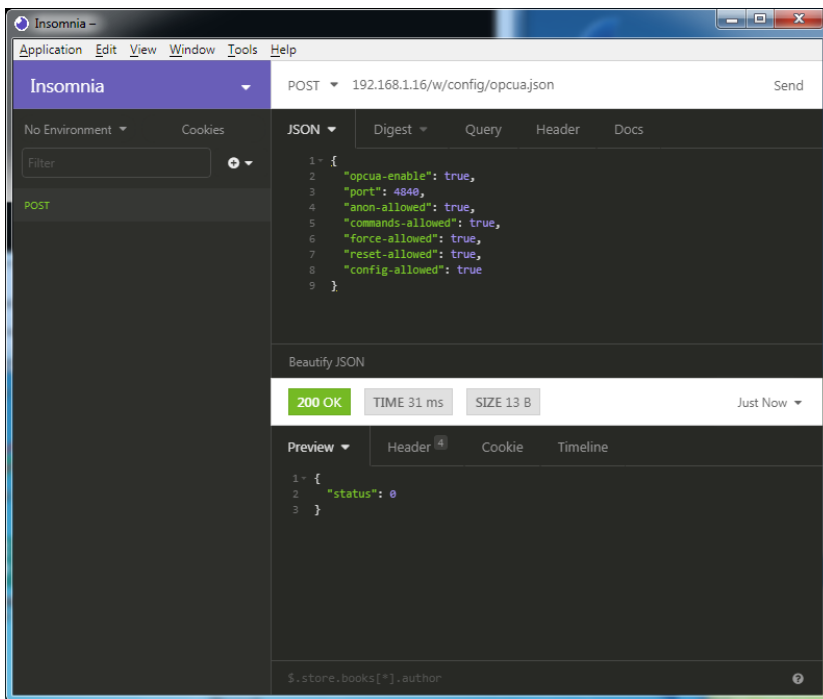 Insomnia –
Application Edit View Window Tools Help
Insomnia
POST 192.168.1.16/w/config/opcua.json Send
No Environment Cookies
JSON Digest Query Header Docs
Filter
POST
1 {
2 "opcua-enable": true,
3 "port": 4840,
4 "anon-allowed": true,
5 "commands-allowed": true,
6 "force-allowed": true,
7 "reset-allowed": true,
8 "config-allowed": true
9 }
Beautify JSON
200 OK TIME 31 ms SIZE 13 B Just Now
Preview Header 4 Cookie Timeline
1 {
2 "status": 0
3 }
$.store.books[*].author